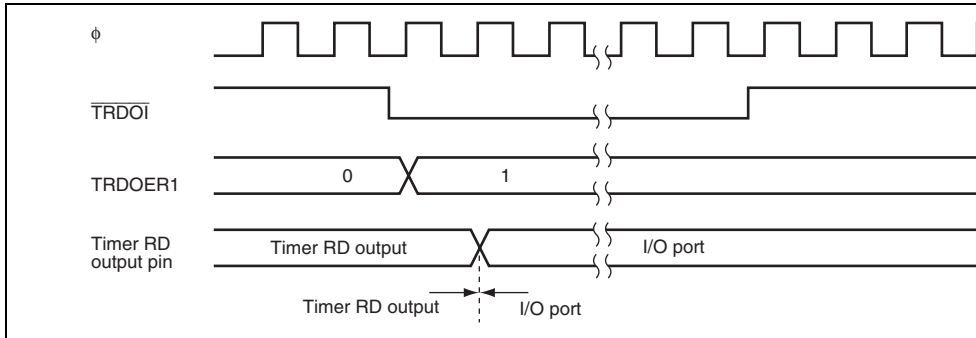 ϕ
TRDOI
TRDOER1 0 1
Timer RD
output pin
Timer RD output I/O port
Timer RD output I/O port